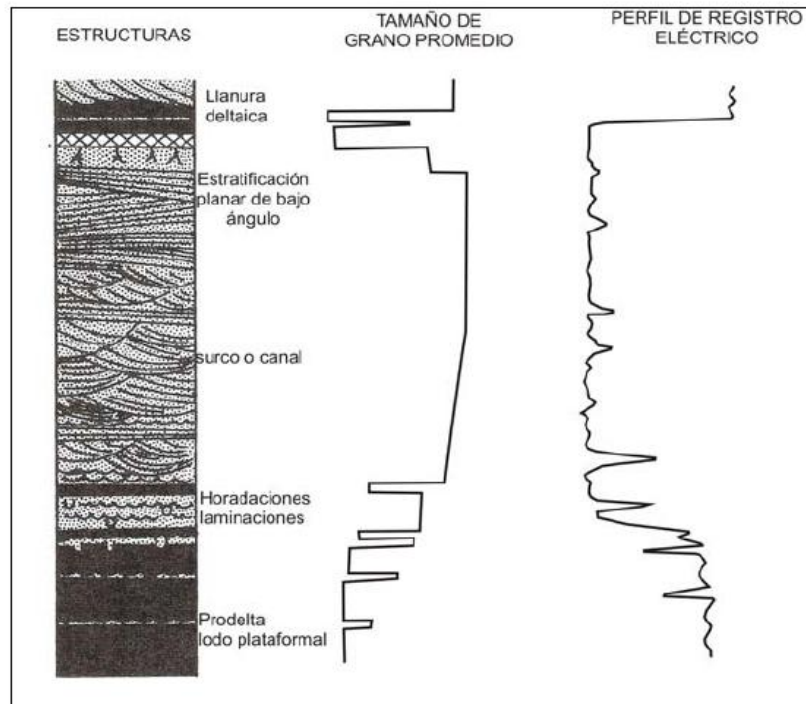 ESTRUCTURAS
TAMAÑO DE
GRANO PROMEDIO
PERFIL DE REGISTRO
ELÉCTRICO
Llanura
deltaica
Estratificación
planar de bajo
ángulo
surco o canal
Horadaciones
laminaciones
Prodelta
lodo plataformal